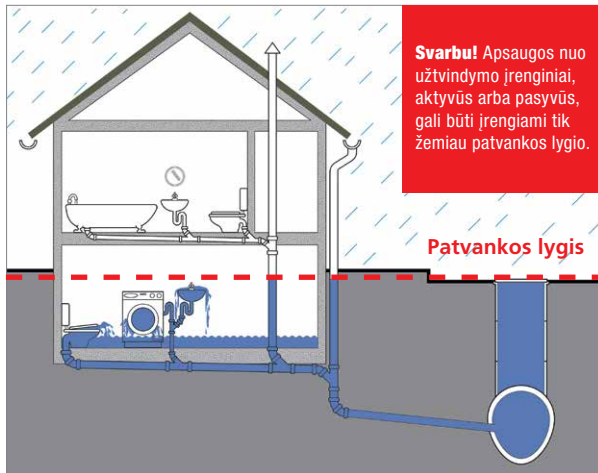 Svarbu! Apsaugos nuo
užtvindymo įrenginiai,
aktyvūs arba pasyvūs,
gali būti įrengiami tik
žemiau patvankos lygio.
Patvankos lygis